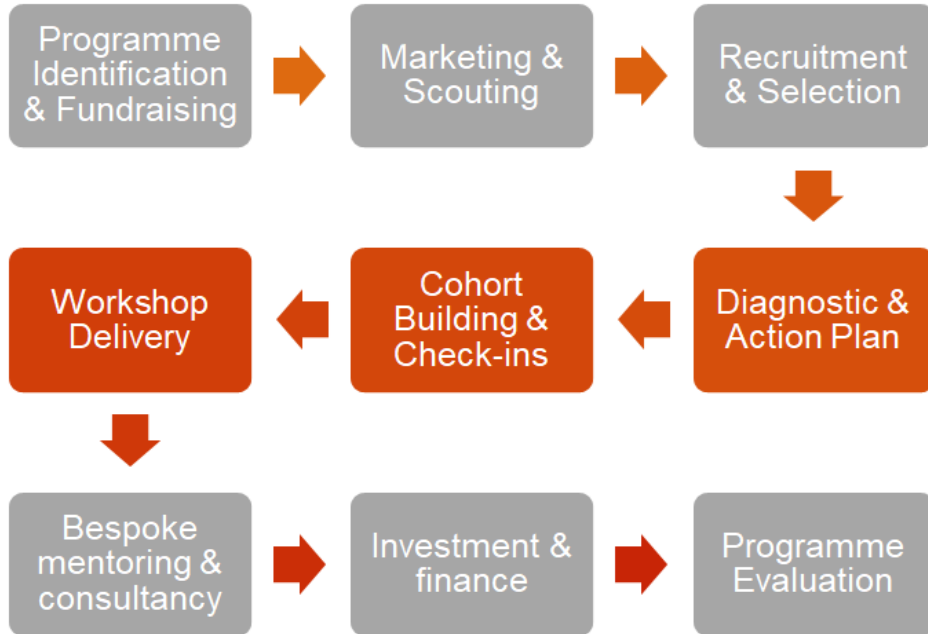 Programme
Identification
& Fundraising
Marketing &
Scouting
Recruitment
& Selection
Diagnostic &
Action Plan
Cohort
Building &
Check-ins
Workshop
Delivery
Bespoke
mentoring &
consultancy
Investment &
finance
Programme
Evaluation